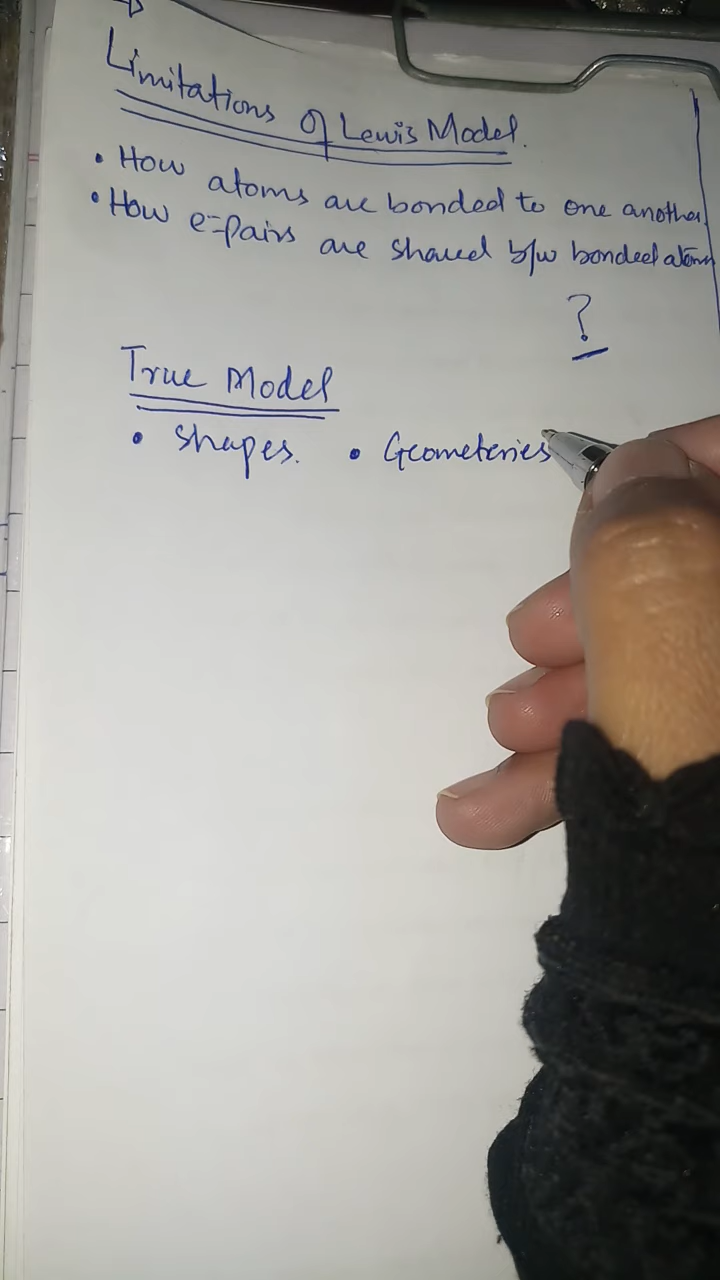 Limitations of Lewis Model.
• How atoms are bonded to one another.
• How e⁻-pairs are shared b/w bonded atoms
?
True Model
• Shapes. • Geometeries